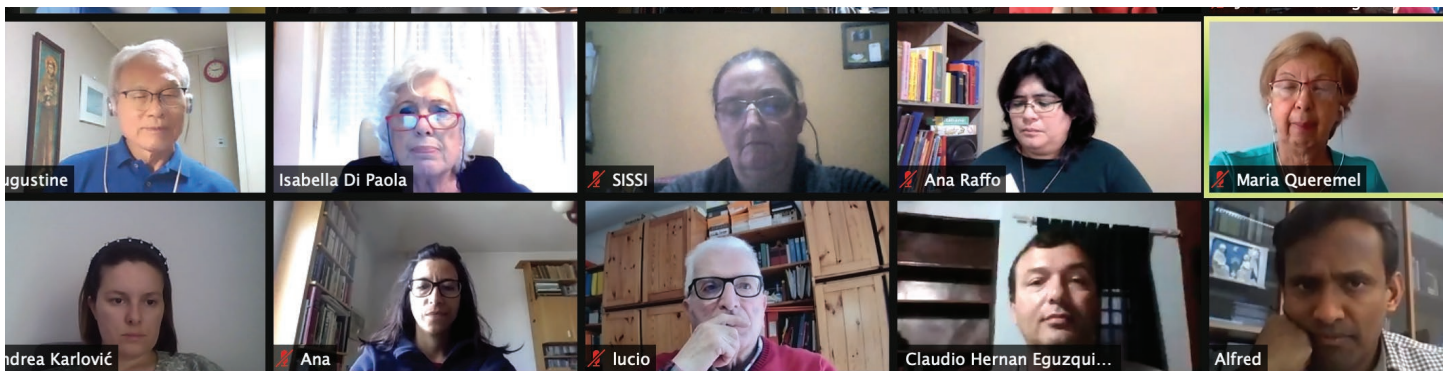 ugustine
Isabella Di Paola
SISSI
Ana Raffo
Maria Queremel
ndrea Karlović
Ana
lucio
Claudio Hernan Eguzqui...
Alfred